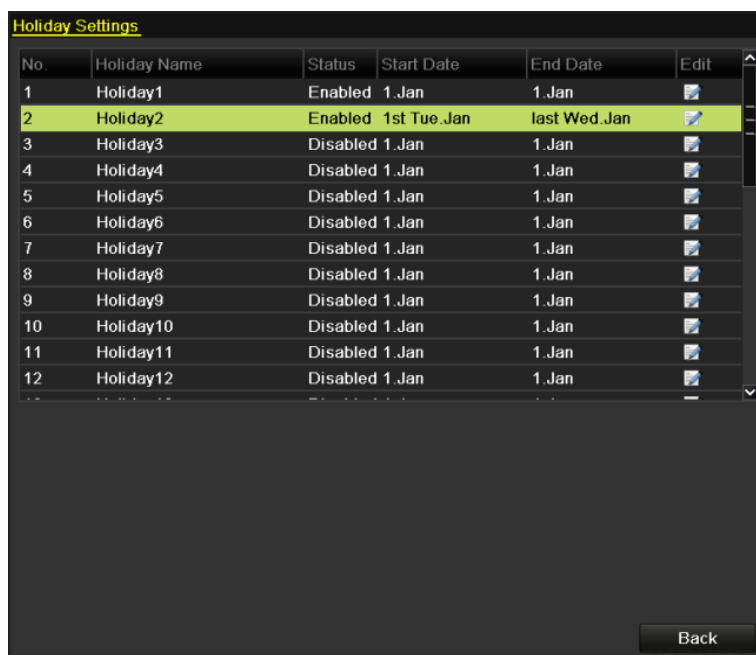 Holiday Settings
No. Holiday Name Status Start Date End Date Edit
1 Holiday1 Enabled 1.Jan 1.Jan
2 Holiday2 Enabled 1st Tue.Jan last Wed.Jan
3 Holiday3 Disabled 1.Jan 1.Jan
4 Holiday4 Disabled 1.Jan 1.Jan
5 Holiday5 Disabled 1.Jan 1.Jan
6 Holiday6 Disabled 1.Jan 1.Jan
7 Holiday7 Disabled 1.Jan 1.Jan
8 Holiday8 Disabled 1.Jan 1.Jan
9 Holiday9 Disabled 1.Jan 1.Jan
10 Holiday10 Disabled 1.Jan 1.Jan
11 Holiday11 Disabled 1.Jan 1.Jan
12 Holiday12 Disabled 1.Jan 1.Jan
Back